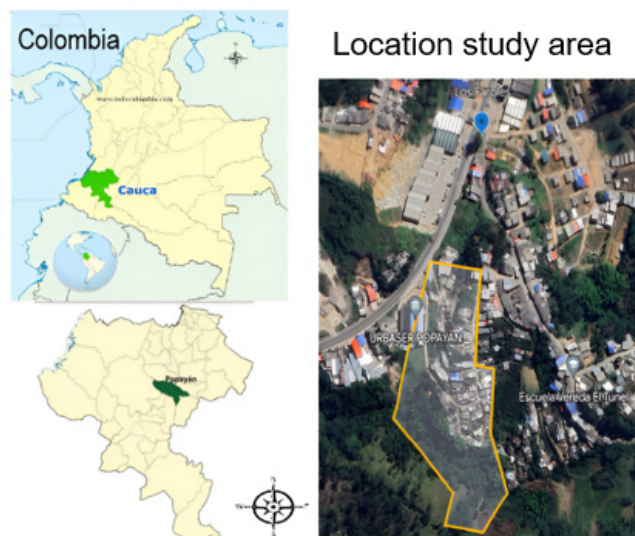 Colombia
Location study area
Cauca
Popayán
URBASER POPAYÁN
Escuela Vereda El Tunel